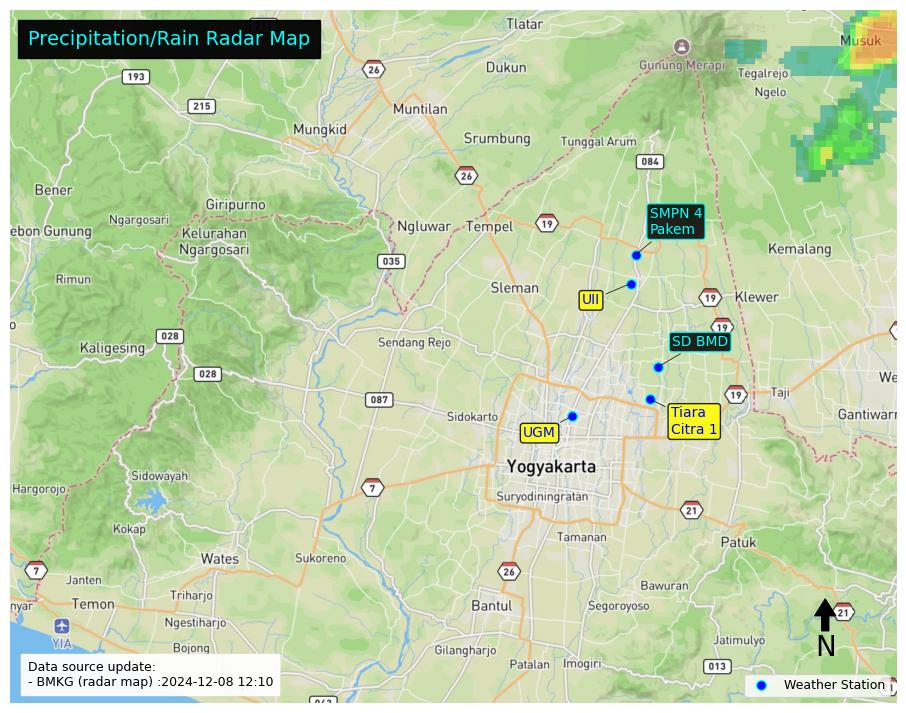 Precipitation/Rain Radar Map
Tlatar
Musuk
193
26
Dukun
Gunung Merapi
Tegalrejo
Ngelo
215
Muntilan
Mungkid
Srumbung
Tunggal Arum
084
26
Bener
Giripurno
Ngargosari
ebon Gunung
Kelurahan
Ngargosari
Ngluwar
Tempel
19
SMPN 4
Pakem
Kemalang
035
Rimun
Sleman
UII
19
Klewer
19
028
Kaligesing
Sendang Rejo
SD BMD
028
We
087
19
Taji
Sidokarto
Tiara
Citra 1
Gantiwarn
UGM
Yogyakarta
Sidowayah
Hargorojo
7
Suryodiningratan
21
Kokap
Tamanan
Patuk
Wates
Sukoreno
7
Janten
26
Bawuran
Triharjo
nyar
Temon
Bantul
Segoroyoso
21
Ngestiharjo
YIA
N
Jatimulyo
Bojong
Gilangharjo
Patalan
Imogiri
013
Data source update:
- BMKG (radar map) :2024-12-08 12:10
Weather Station